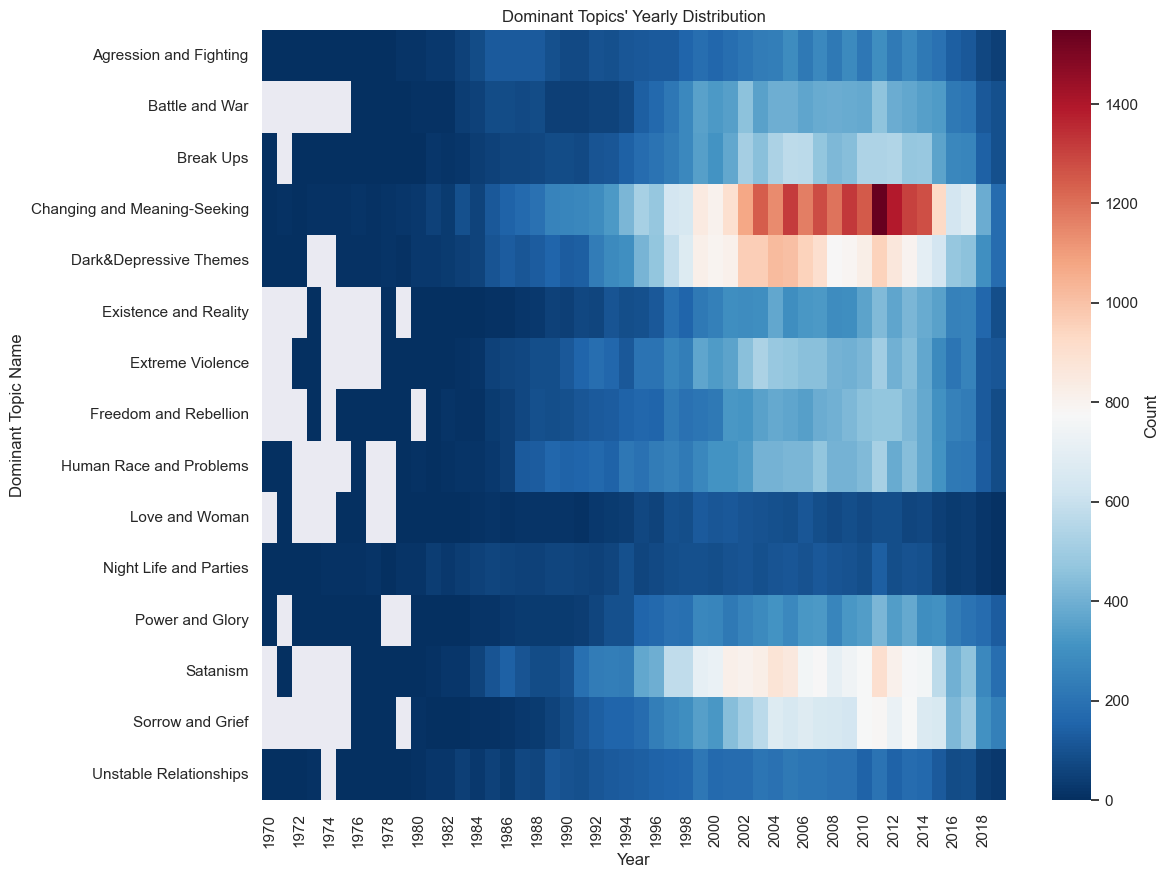 Dominant Topics' Yearly Distribution
Dominant Topic Name
Agression and Fighting
Battle and War
Break Ups
Changing and Meaning-Seeking
Dark&Depressive Themes
Existence and Reality
Extreme Violence
Freedom and Rebellion
Human Race and Problems
Love and Woman
Night Life and Parties
Power and Glory
Satanism
Sorrow and Grief
Unstable Relationships
1970 1972 1974 1976 1978 1980 1982 1984 1986 1988 1990 1992 1994 1996 1998 2000 2002 2004 2006 2008 2010 2012 2014 2016 2018
Year
1400
1200
1000
800
600
400
200
0
Count